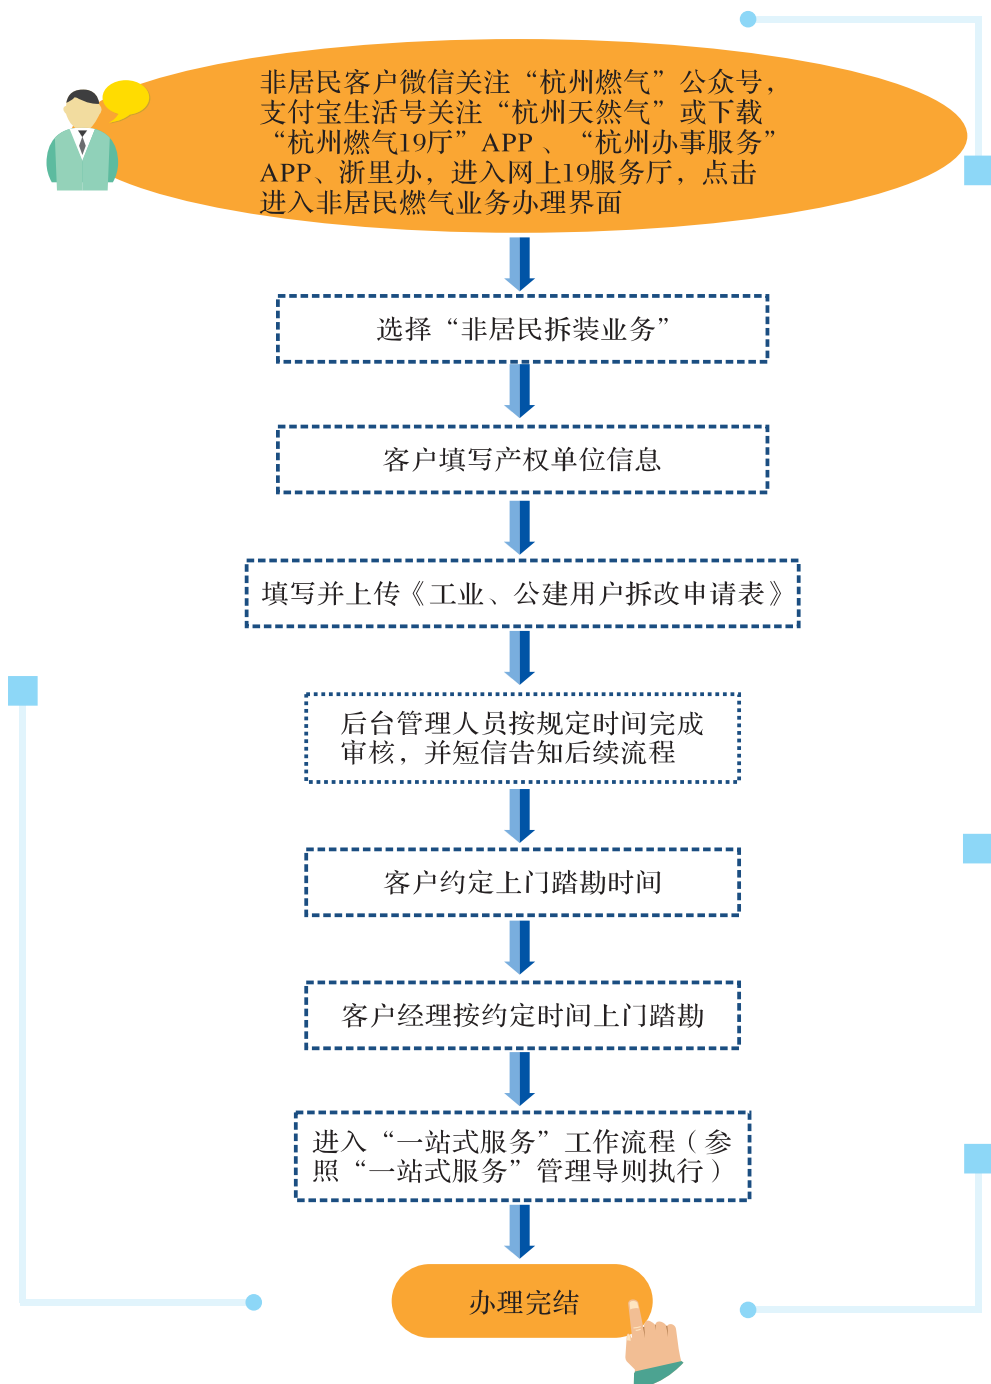 非居民客户微信关注“杭州燃气”公众号，
支付宝生活号关注“杭州天然气”或下载
“杭州燃气19厅”APP、“杭州办事服务”
APP、浙里办，进入网上19服务厅，点击
进入非居民燃气业务办理界面
选择“非居民拆装业务”
客户填写产权单位信息
填写并上传《工业、公建用户拆改申请表》
后台管理人员按规定时间完成
审核，并短信告知后续流程
客户约定上门踏勘时间
客户经理按约定时间上门踏勘
进入“一站式服务”工作流程（参
照“一站式服务”管理导则执行）
办理完结